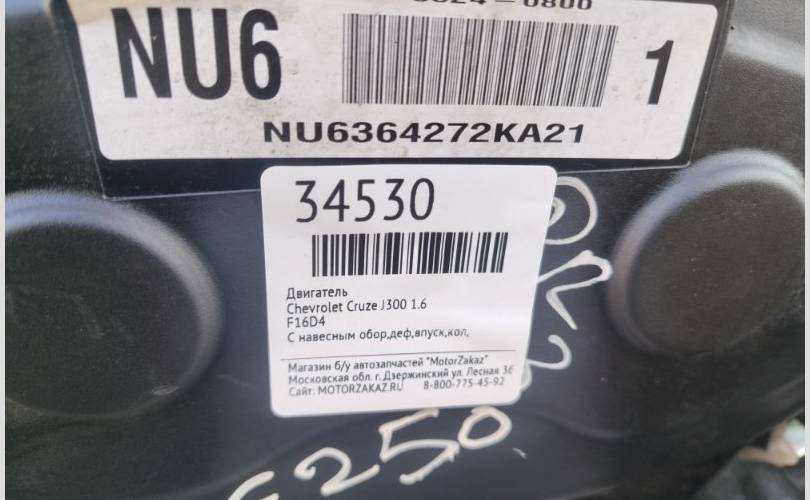 NU6 1
NU6364272KA21
34530
Двигатель
Chevrolet Cruze J300 1.6
F16D4
С навесным обор,деф,впуск,кол,
Магазин б/у автозапчастей "MotorZakaz"
Московская обл. г. Дзержинский ул. Лесная 36
Сайт: MOTORZAKAZ.RU 8-800-775-45-92